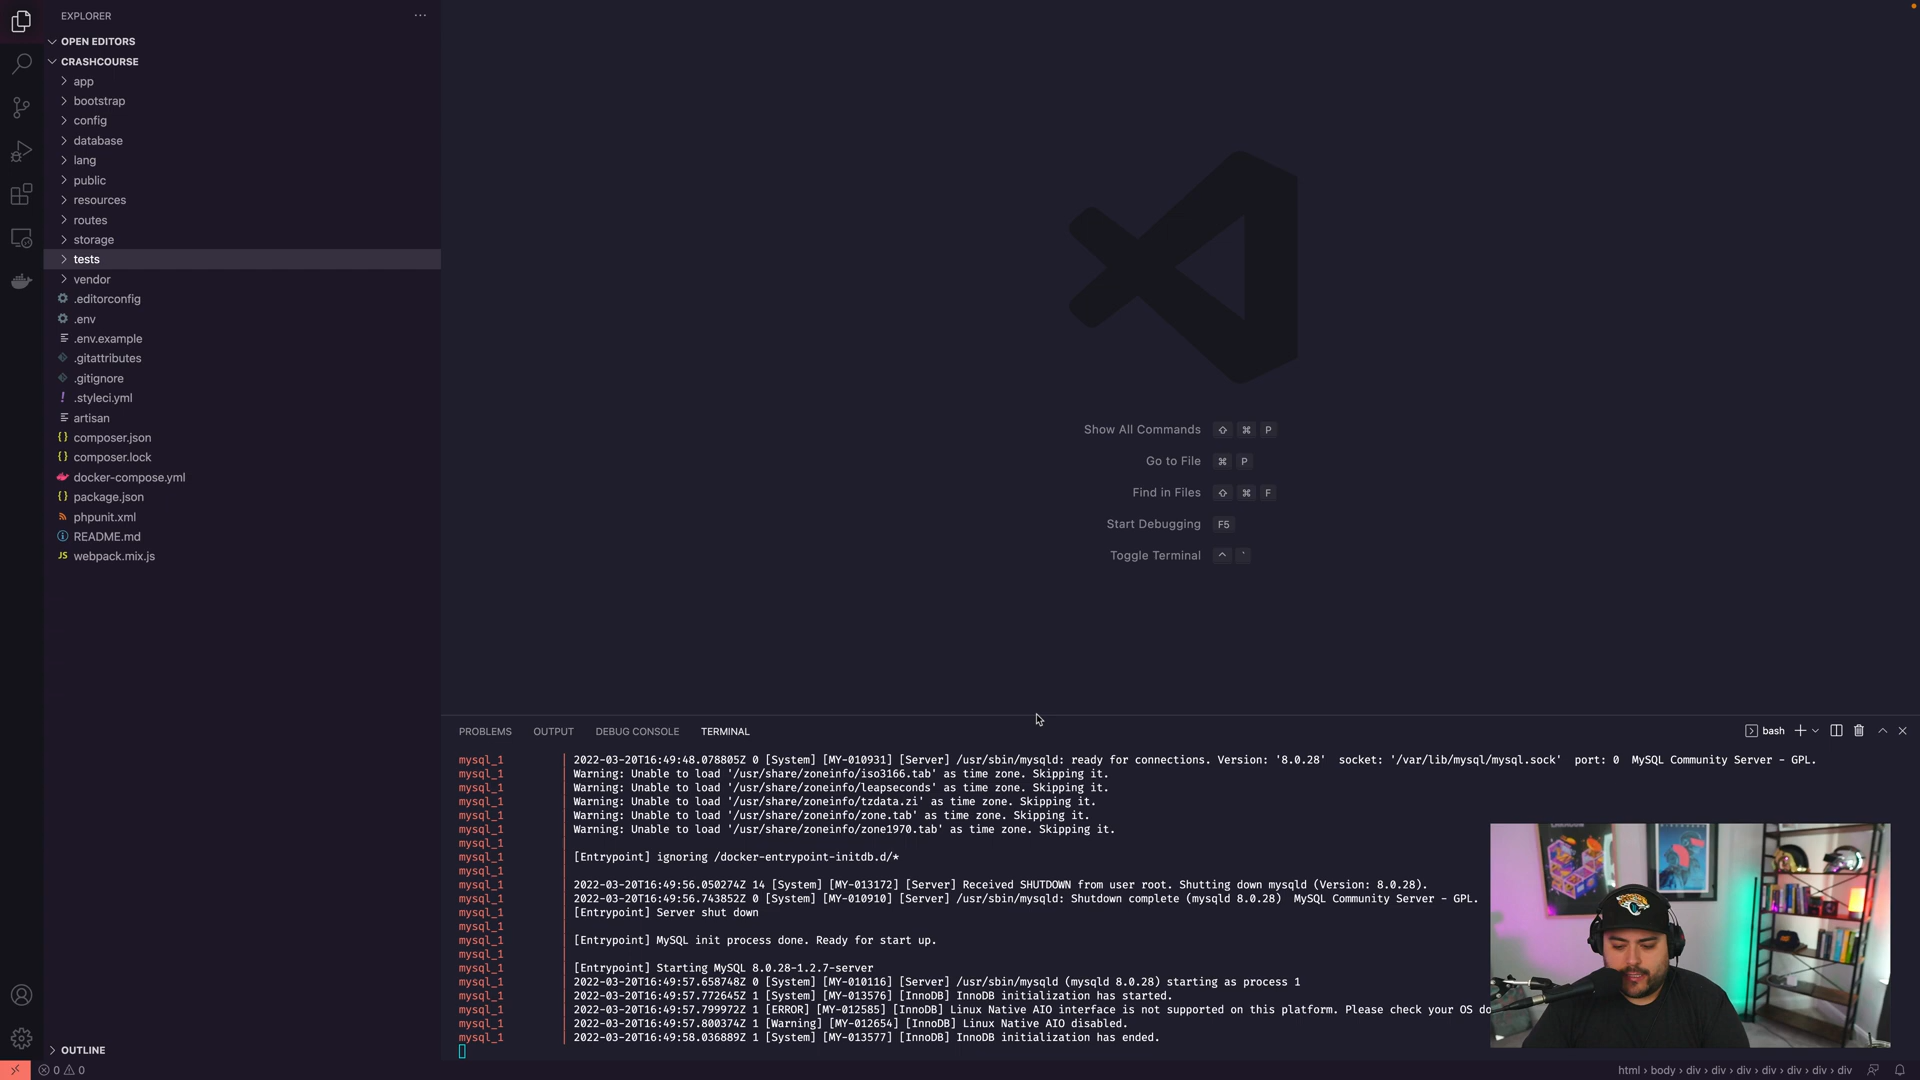 EXPLORER
OPEN EDITORS
CRASHCOURSE
app
bootstrap
config
database
lang
public
resources
routes
storage
tests
vendor
.editorconfig
.env
.env.example
.gitattributes
.gitignore
.styleci.yml
artisan
composer.json
composer.lock
docker-compose.yml
package.json
phpunit.xml
README.md
JS webpack.mix.js
OUTLINE
Show All Commands ⇧ ⌘ P
Go to File ⌘ P
Find in Files ⇧ ⌘ F
Start Debugging F5
Toggle Terminal ^ `
PROBLEMS OUTPUT DEBUG CONSOLE TERMINAL
bash
mysql_1 | 2022-03-20T16:49:48.078805Z 0 [System] [MY-010931] [Server] /usr/sbin/mysqld: ready for connections. Version: '8.0.28'  socket: '/var/lib/mysql/mysql.sock'  port: 0  MySQL Community Server - GPL.
mysql_1 | Warning: Unable to load '/usr/share/zoneinfo/iso3166.tab' as time zone. Skipping it.
mysql_1 | Warning: Unable to load '/usr/share/zoneinfo/leapseconds' as time zone. Skipping it.
mysql_1 | Warning: Unable to load '/usr/share/zoneinfo/tzdata.zi' as time zone. Skipping it.
mysql_1 | Warning: Unable to load '/usr/share/zoneinfo/zone.tab' as time zone. Skipping it.
mysql_1 | Warning: Unable to load '/usr/share/zoneinfo/zone1970.tab' as time zone. Skipping it.
mysql_1 |
mysql_1 | [Entrypoint] ignoring /docker-entrypoint-initdb.d/*
mysql_1 |
mysql_1 | 2022-03-20T16:49:56.050274Z 14 [System] [MY-013172] [Server] Received SHUTDOWN from user root. Shutting down mysqld (Version: 8.0.28).
mysql_1 | 2022-03-20T16:49:56.743852Z 0 [System] [MY-010910] [Server] /usr/sbin/mysqld: Shutdown complete (mysqld 8.0.28)  MySQL Community Server - GPL.
mysql_1 | [Entrypoint] Server shut down
mysql_1 |
mysql_1 | [Entrypoint] MySQL init process done. Ready for start up.
mysql_1 |
mysql_1 | [Entrypoint] Starting MySQL 8.0.28-1.2.7-server
mysql_1 | 2022-03-20T16:49:57.658748Z 0 [System] [MY-010116] [Server] /usr/sbin/mysqld (mysqld 8.0.28) starting as process 1
mysql_1 | 2022-03-20T16:49:57.772645Z 1 [System] [MY-013576] [InnoDB] InnoDB initialization has started.
mysql_1 | 2022-03-20T16:49:57.799972Z 1 [ERROR] [MY-012585] [InnoDB] Linux Native AIO interface is not supported on this platform. Please check your OS do
mysql_1 | 2022-03-20T16:49:57.800374Z 1 [Warning] [MY-012654] [InnoDB] Linux Native AIO disabled.
mysql_1 | 2022-03-20T16:49:58.036889Z 1 [System] [MY-013577] [InnoDB] InnoDB initialization has ended.
0 0
html › body › div › div › div › div › div › div › div